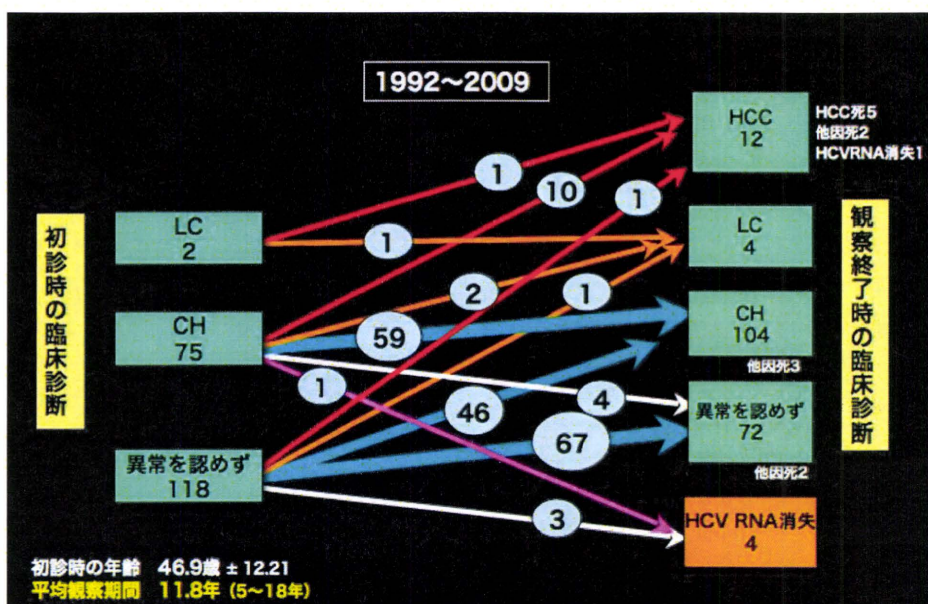 1992〜2009
初診時の臨床診断
LC
2
CH
75
異常を認めず
118
1
10
1
1
2
1
59
1
46
4
67
3
HCC
12
HCC死5
他因死2
HCVRNA消失1
LC
4
CH
104
他因死3
異常を認めず
72
他因死2
HCV RNA消失
4
観察終了時の臨床診断
初診時の年齢 46.9歳 ± 12.21
平均観察期間 11.8年 (5〜18年)